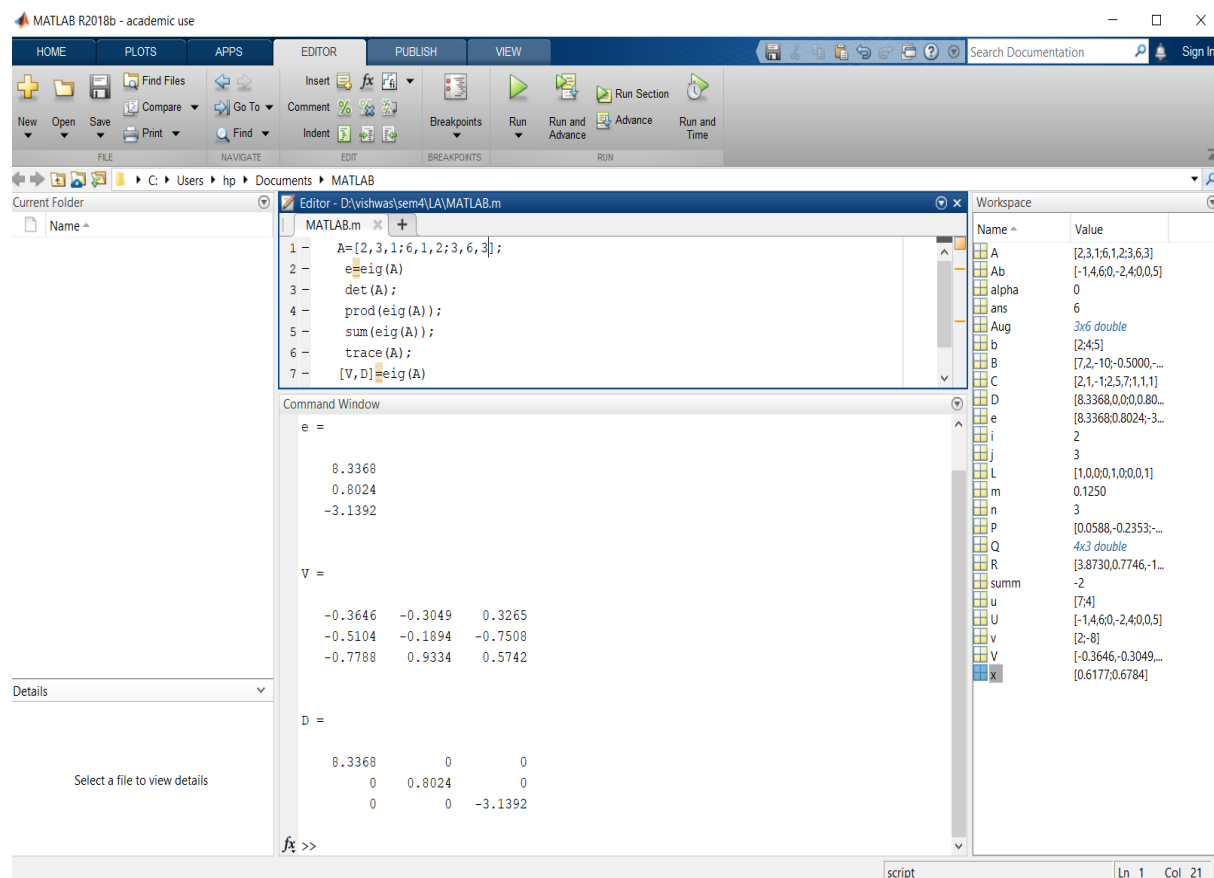 MATLAB R2018b - academic use
HOME PLOTS APPS EDITOR PUBLISH VIEW Search Documentation Sign In
Find Files Insert fx
Compare Go To Comment Run Section
New Open Save Breakpoints Run Run and Advance Advance Run and Time
Print Find Indent
FILE NAVIGATE EDIT BREAKPOINTS RUN
C: Users hp Documents MATLAB
Current Folder
Name
Details
Select a file to view details
Editor - D:\vishwas\sem4\LA\MATLAB.m
MATLAB.m
1 - A=[2,3,1;6,1,2;3,6,3];
2 - e=eig(A)
3 - det(A);
4 - prod(eig(A));
5 - sum(eig(A));
6 - trace(A);
7 - [V,D]=eig(A)
Command Window
e =
8.3368
0.8024
-3.1392
V =
-0.3646 -0.3049 0.3265
-0.5104 -0.1894 -0.7508
-0.7788 0.9334 0.5742
D =
8.3368 0 0
0 0.8024 0
0 0 -3.1392
fx >>
Workspace
Name Value
A [2,3,1;6,1,2;3,6,3]
Ab [-1,4,6;0,-2,4;0,0,5]
alpha 0
ans 6
Aug 3x6 double
b [2;4;5]
B [7,2,-10;-0.5000,-...
C [2,1,-1;2,5,7;1,1,1]
D [8.3368,0,0;0,0.80...
e [8.3368;0.8024;-3...
i 2
j 3
L [1,0,0;0,1,0;0,0,1]
m 0.1250
n 3
P [0.0588,-0.2353;-...
Q 4x3 double
R [3.8730,0.7746,-1...
summ -2
u [7;4]
U [-1,4,6;0,-2,4;0,0,5]
v [2;-8]
V [-0.3646,-0.3049,...
x [0.6177;0.6784]
script Ln 1 Col 21